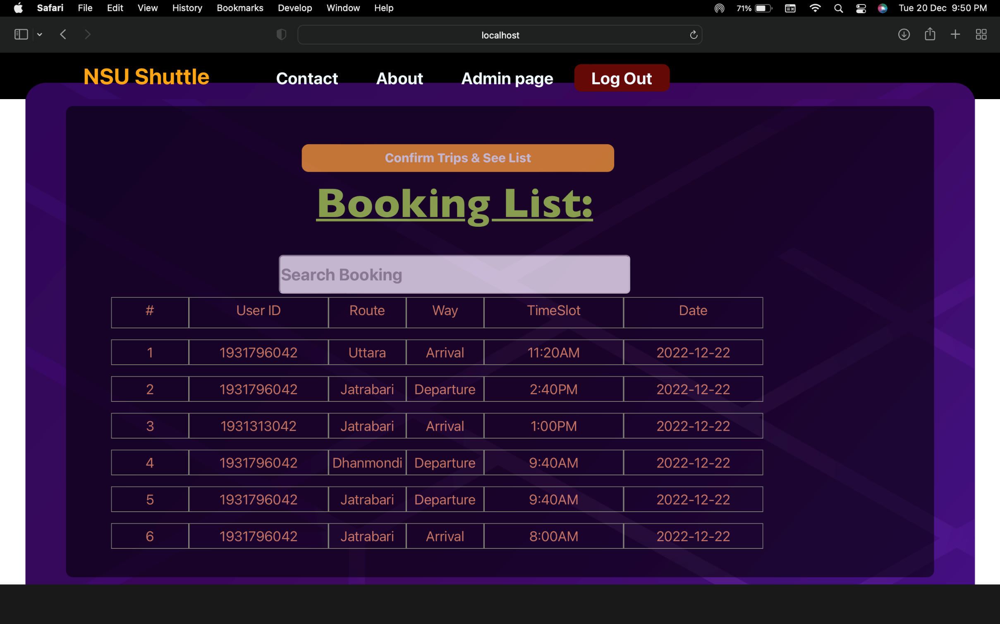 Safari File Edit View History Bookmarks Develop Window Help 71% Tue 20 Dec 9:50 PM
localhost
NSU Shuttle Contact About Admin page Log Out
Confirm Trips & See List
Booking List:
Search Booking
# User ID Route Way TimeSlot Date
1 1931796042 Uttara Arrival 11:20AM 2022-12-22
2 1931796042 Jatrabari Departure 2:40PM 2022-12-22
3 1931313042 Jatrabari Arrival 1:00PM 2022-12-22
4 1931796042 Dhanmondi Departure 9:40AM 2022-12-22
5 1931796042 Jatrabari Departure 9:40AM 2022-12-22
6 1931796042 Jatrabari Arrival 8:00AM 2022-12-22